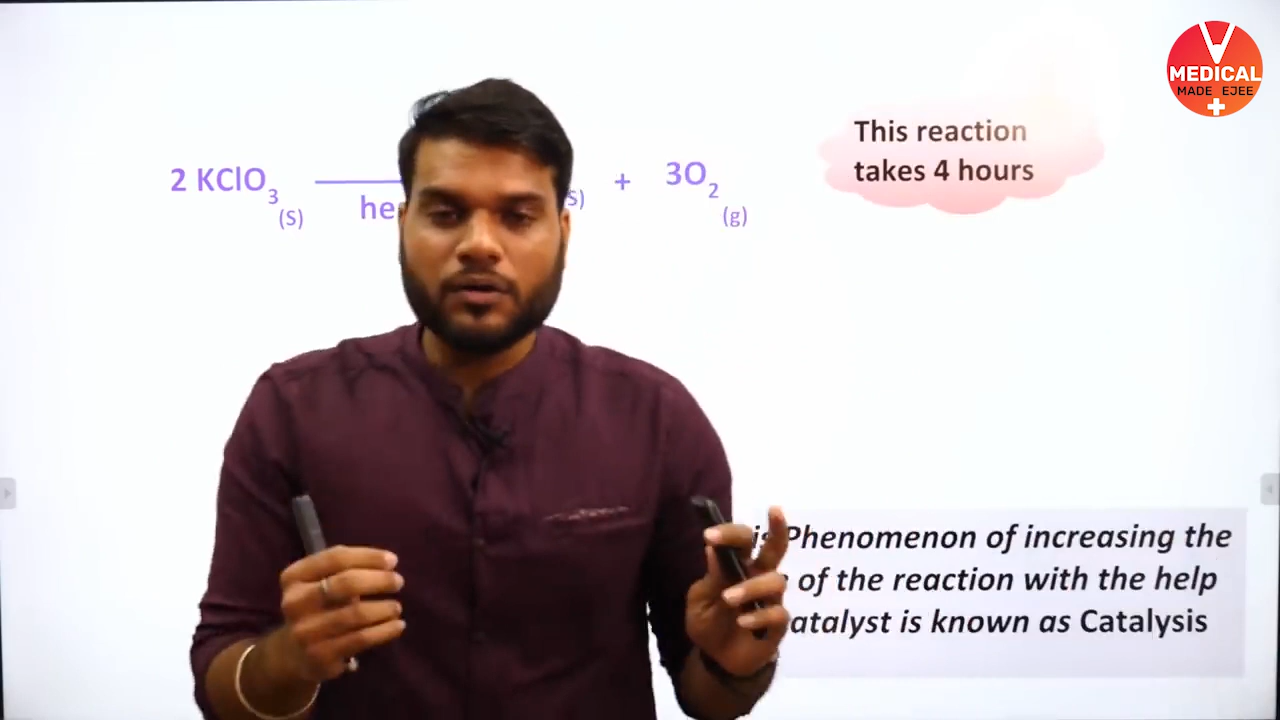 V
MEDICAL
MADE EJEE
This reaction
takes 4 hours
2 KClO3 (S) he (S) + 3O2 (g)
is Phenomenon of increasing the
of the reaction with the help
atalyst is known as Catalysis